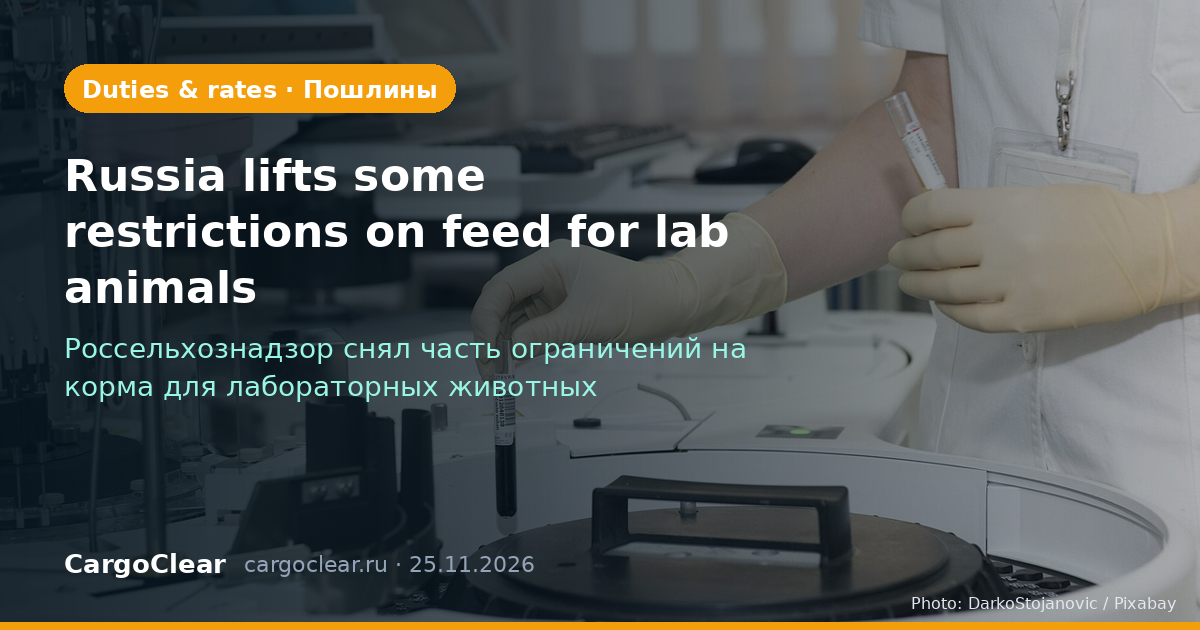 Duties & rates · Пошлины
Russia lifts some
restrictions on feed for lab
animals
Россельхознадзор снял часть ограничений на
корма для лабораторных животных
CargoClear cargoclear.ru · 25.11.2026
Photo: DarkoStojanovic / Pixabay